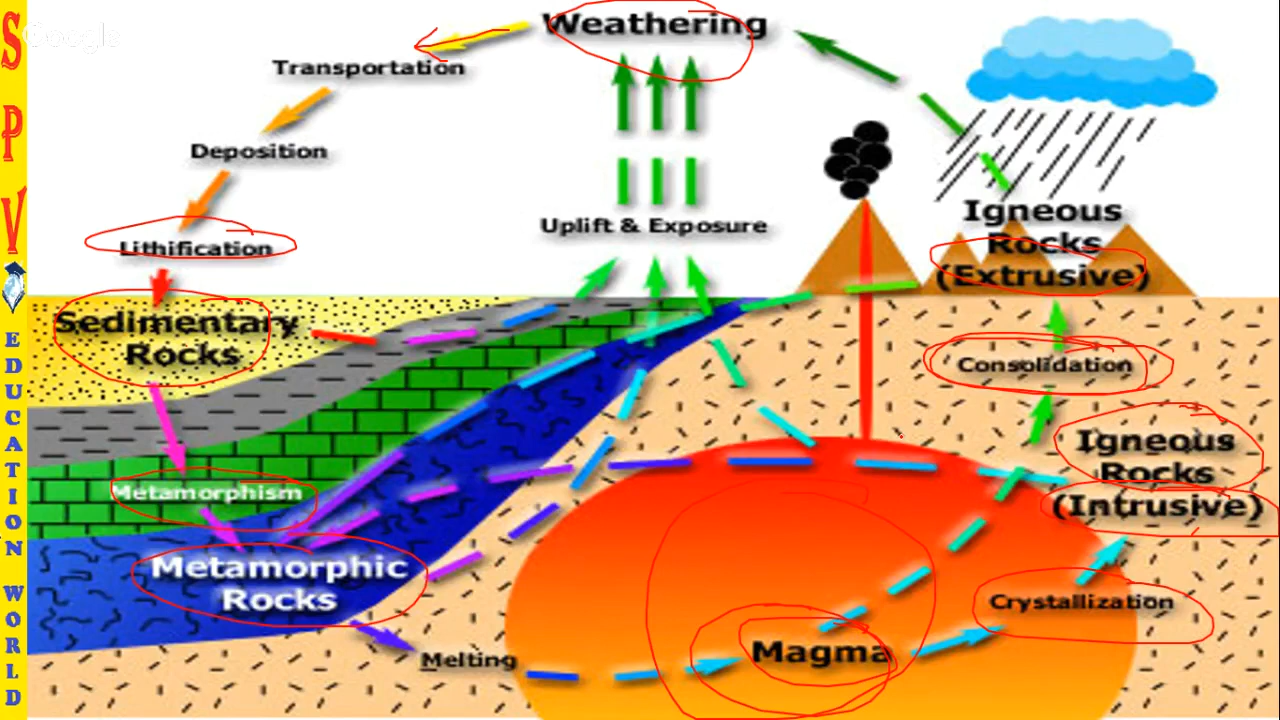 S P V EDUCATION WORLD
Google
Weathering
Transportation
Deposition
Lithification
Sedimentary
Rocks
Metamorphism
Metamorphic
Rocks
Melting
Magma
Crystallization
Igneous
Rocks
(Intrusive)
Consolidation
Igneous
Rocks
(Extrusive)
Uplift & Exposure